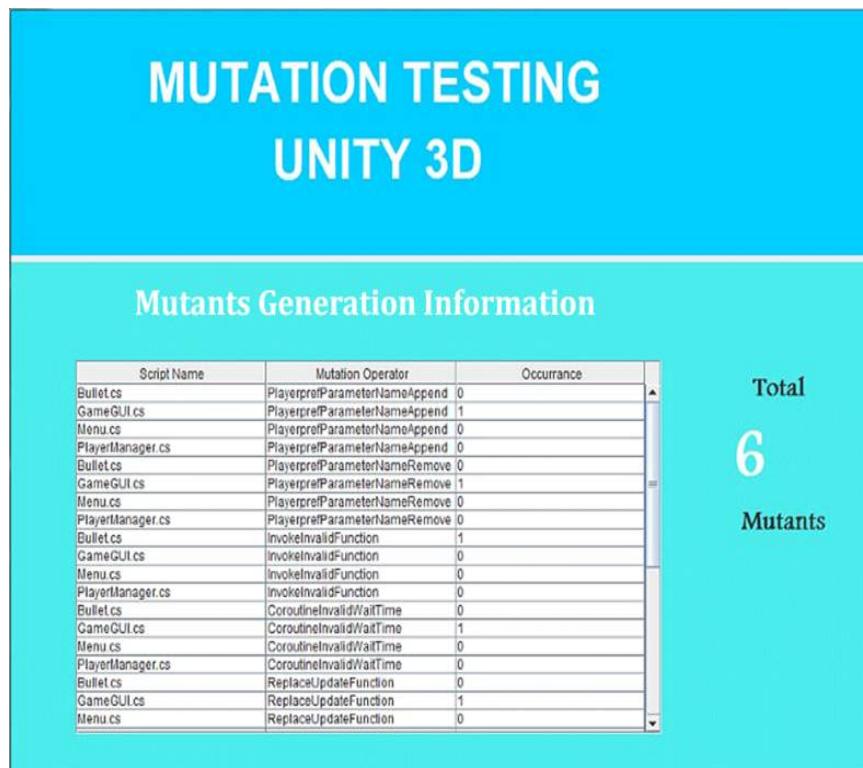 MUTATION TESTING
UNITY 3D
Mutants Generation Information
Script Name Mutation Operator Occurrance
Bullet.cs PlayerprefParameterNameAppend 0
GameGUI.cs PlayerprefParameterNameAppend 1
Menu.cs PlayerprefParameterNameAppend 0
PlayerManager.cs PlayerprefParameterNameAppend 0
Bullet.cs PlayerprefParameterNameRemove 0
GameGUI.cs PlayerprefParameterNameRemove 1
Menu.cs PlayerprefParameterNameRemove 0
PlayerManager.cs PlayerprefParameterNameRemove 0
Bullet.cs InvokeInvalidFunction 1
GameGUI.cs InvokeInvalidFunction 0
Menu.cs InvokeInvalidFunction 0
PlayerManager.cs InvokeInvalidFunction 0
Bullet.cs CoroutineInvalidWaitTime 0
GameGUI.cs CoroutineInvalidWaitTime 1
Menu.cs CoroutineInvalidWaitTime 0
PlayerManager.cs CoroutineInvalidWaitTime 0
Bullet.cs ReplaceUpdateFunction 0
GameGUI.cs ReplaceUpdateFunction 1
Menu.cs ReplaceUpdateFunction 0
Total
6
Mutants